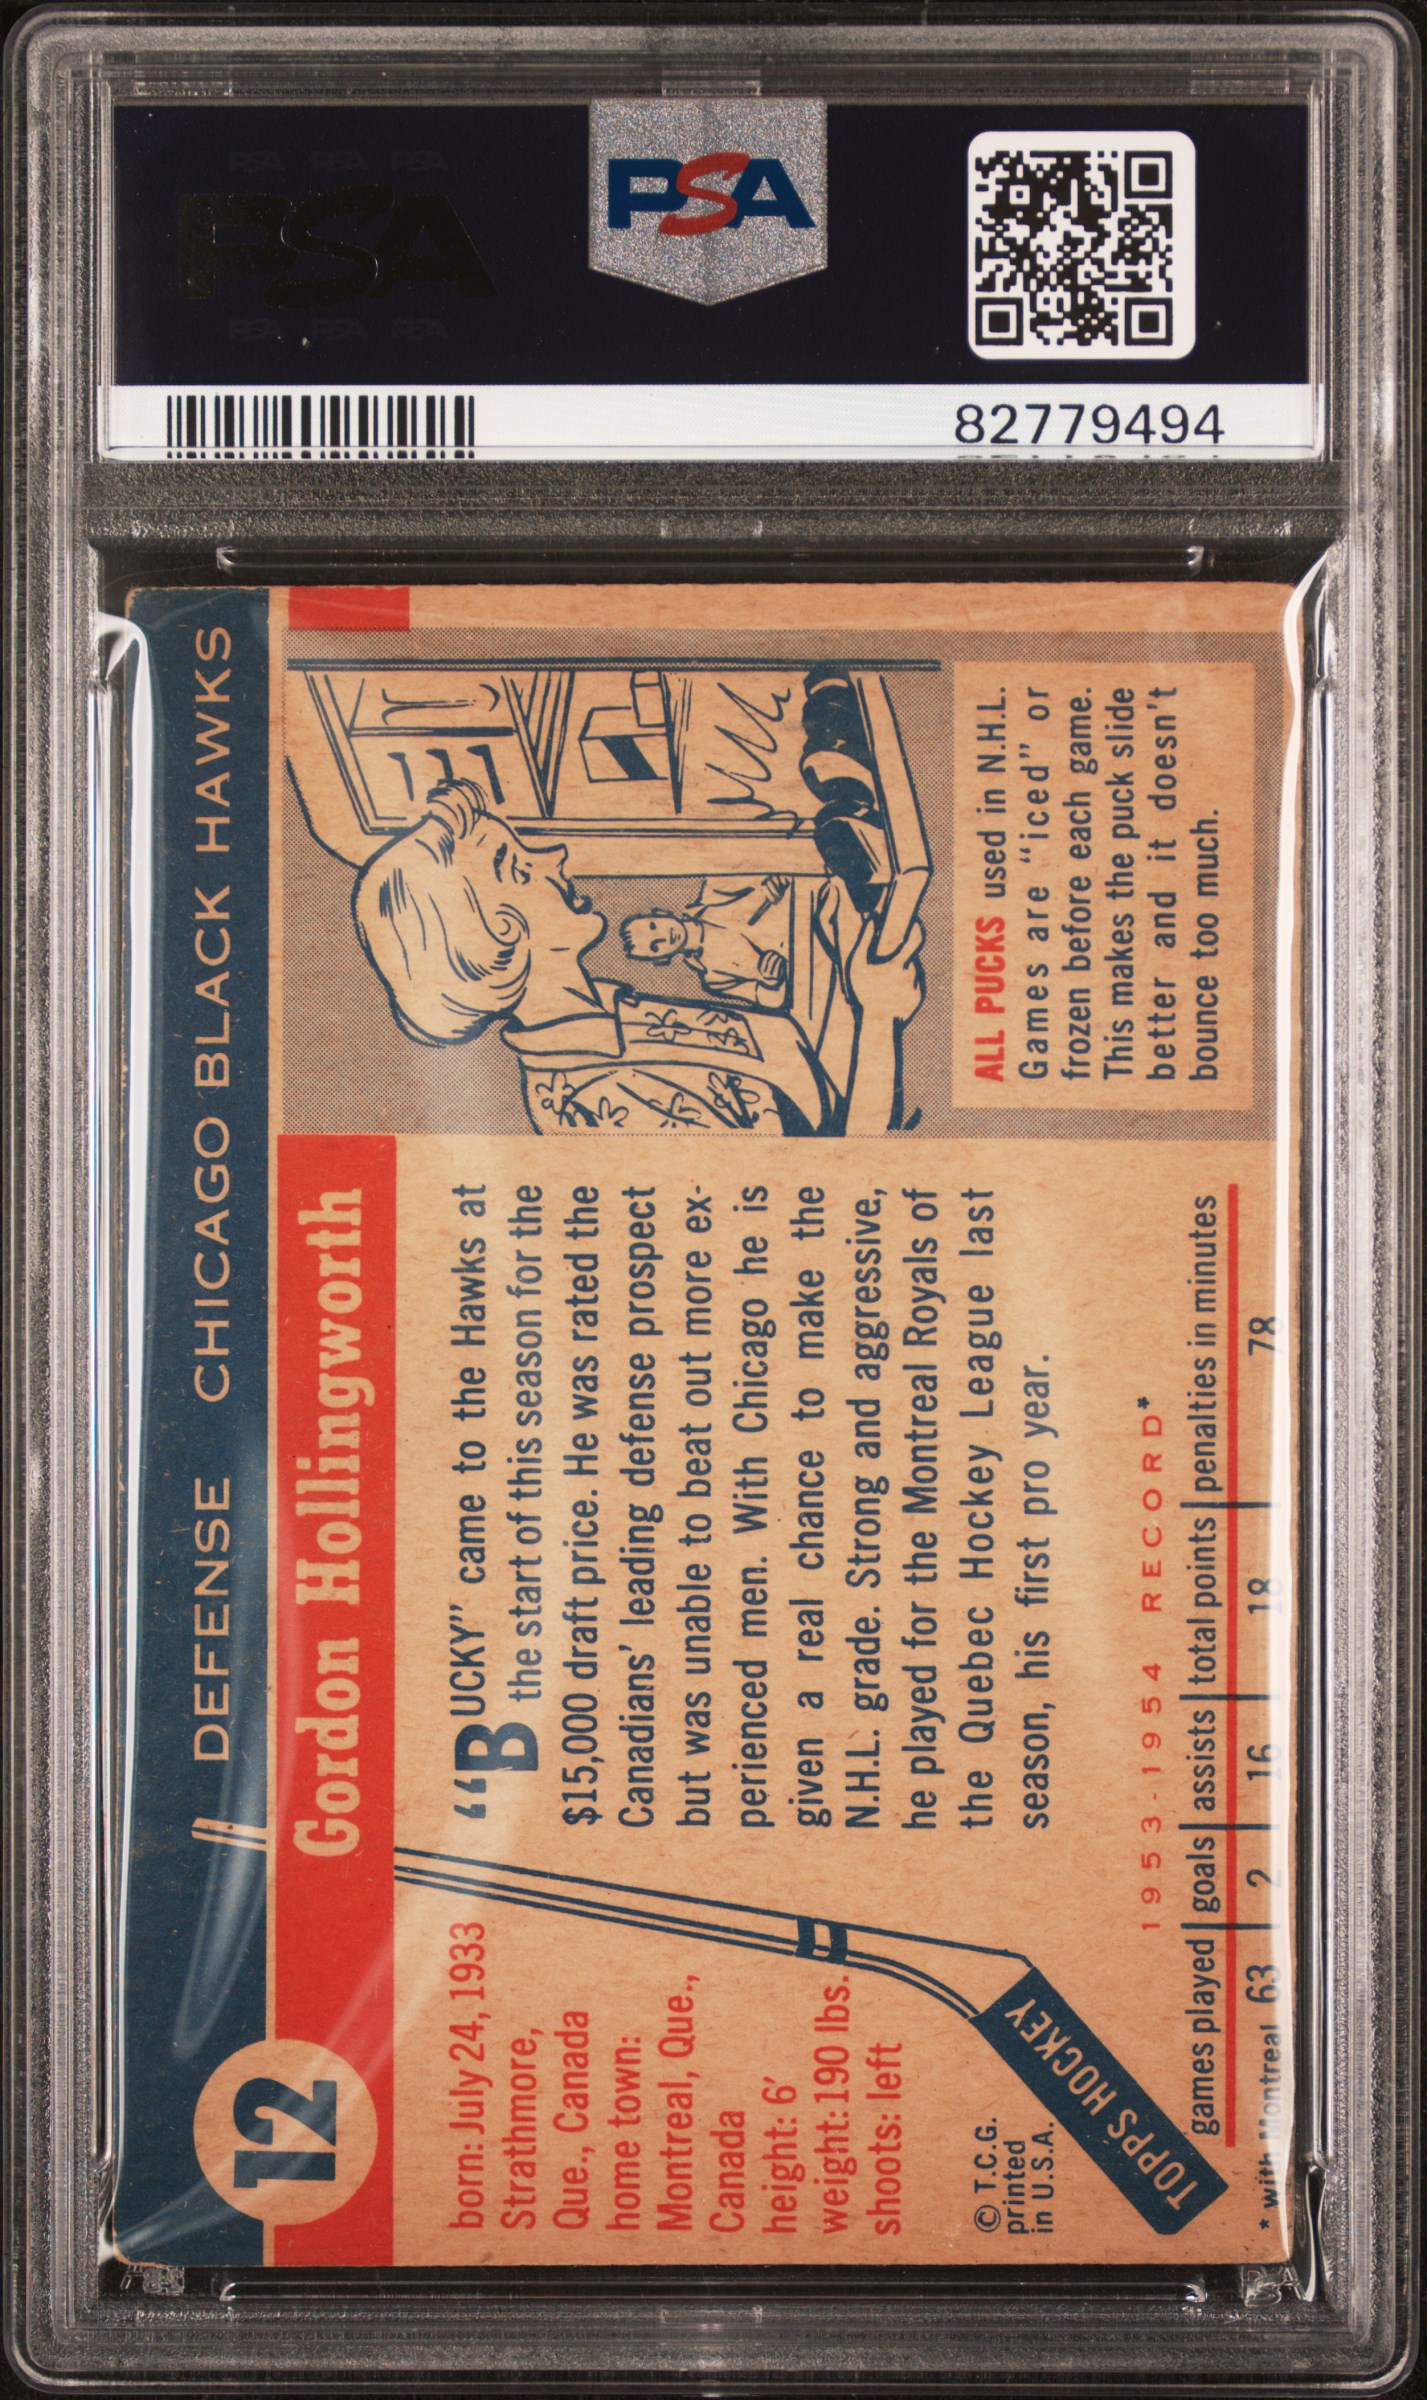 PSA
PSA
82779494
DEFENSE CHICAGO BLACK HAWKS
12
Gordon Hollingworth
born: July 24, 1933
Strathmore,
Que., Canada
home town:
Montreal, Que.,
Canada
height: 6'
weight: 190 lbs.
shoots: left
© T.C.G.
printed
in U.S.A.
TOPPS HOCKEY
“BUCKY” came to the Hawks at
the start of this season for the
$15,000 draft price. He was rated the
Canadians' leading defense prospect
but was unable to beat out more ex-
perienced men. With Chicago he is
given a real chance to make the
N.H.L. grade. Strong and aggressive,
he played for the Montreal Royals of
the Quebec Hockey League last
season, his first pro year.
ALL PUCKS used in N.H.L.
Games are “iced” or
frozen before each game.
This makes the puck slide
better and it doesn't
bounce too much.
1953-1954 RECORD*
games played goals assists total points penalties in minutes
63 2 16 18 78
* with Montreal